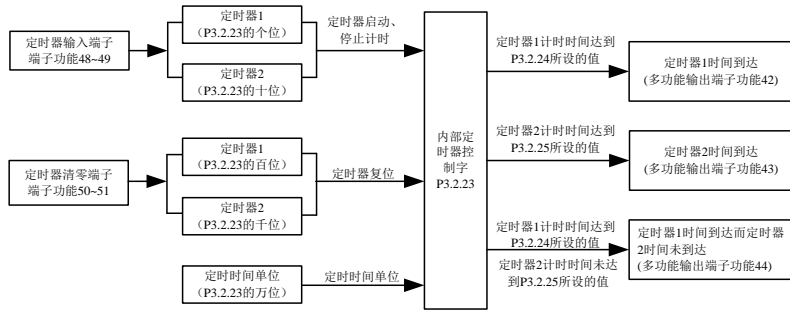 定时器输入端子
端子功能48~49
定时器1
（P3.2.23的个位）
定时器2
（P3.2.23的十位）
定时器启动、
停止计时
定时器清零端子
端子功能50~51
定时器1
（P3.2.23的百位）
定时器2
（P3.2.23的千位）
定时器复位
定时时间单位
（P3.2.23的万位）
定时时间单位
内部定
时器控
制字
P3.2.23
定时器1计时时间达到
P3.2.24所设的值
定时器1时间到达
(多功能输出端子功能42)
定时器2计时时间达到
P3.2.25所设的值
定时器2时间到达
(多功能输出端子功能43)
定时器1计时时间达到
P3.2.24所设的值
定时器2计时时间未达
到P3.2.25所设的值
定时器1时间到达而定时器
2时间未到达
(多功能输出端子功能44)